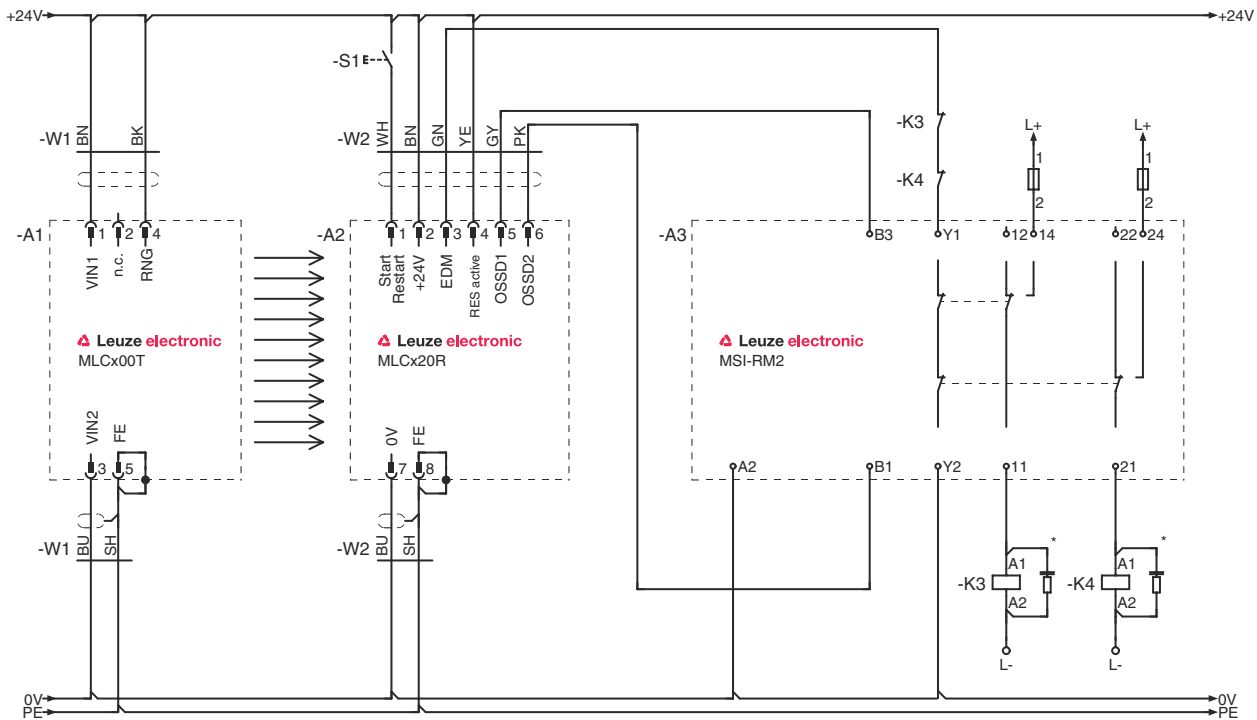 +24V
+24V
-S1
-K3
-K4
L+
L+
1
1
2
2
-W1
BN
BK
-W2
WH
BN
GN
YE
GY
PK
-A1
1
2
4
VIN1
n.c.
RNG
-A2
1
2
3
4
5
6
Start
Restart
+24V
EDM
RES active
OSSD1
OSSD2
-A3
B3
Y1
12
14
22
24
Leuze electronic
MLCx00T
Leuze electronic
MLCx20R
Leuze electronic
MSI-RM2
VIN2
FE
3
5
0V
FE
7
8
A2
B1
Y2
11
21
-W1
BU
SH
-W2
BU
SH
-K3
A1
A2
*
-K4
A1
A2
*
L-
L-
0V
0V
PE
PE